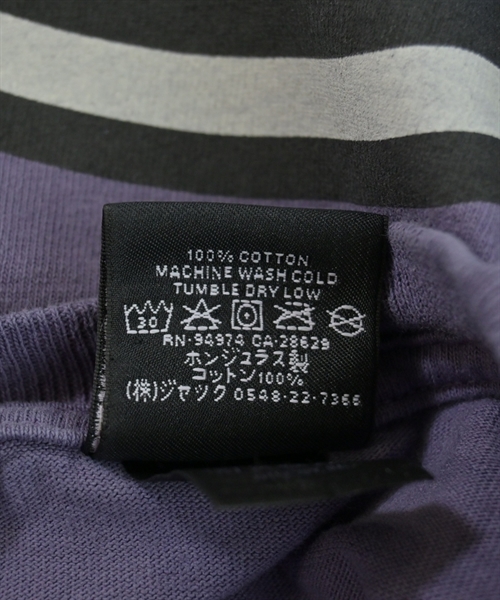 100% COTTON
MACHINE WASH COLD
TUMBLE DRY LOW
30
RN-94974 CA-28629
ホンジュラス製
コットン100%
(株)ジャック 0548-22-7366